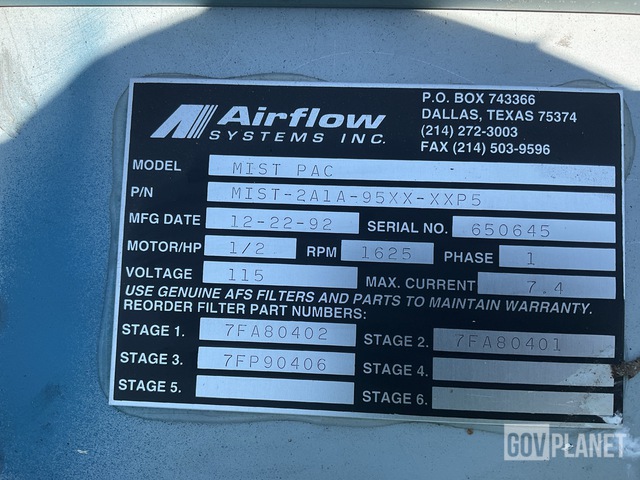 Airflow
SYSTEMS INC.
P.O. BOX 743366
DALLAS, TEXAS 75374
(214) 272-3003
FAX (214) 503-9596
MODEL MIST PAC
P/N MIST-2A1A-95XX-XXP5
MFG DATE 12-22-92 SERIAL NO. 650645
MOTOR/HP 1/2 RPM 1625 PHASE 1
VOLTAGE 115 MAX. CURRENT 7.4
USE GENUINE AFS FILTERS AND PARTS TO MAINTAIN WARRANTY.
REORDER FILTER PART NUMBERS:
STAGE 1. 7FA80402 STAGE 2. 7FA80401
STAGE 3. 7FP90406 STAGE 4.
STAGE 5. STAGE 6.
GOVPLANET